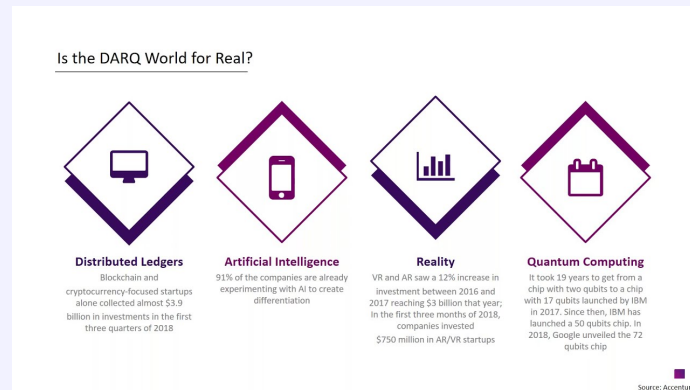 Is the DARQ World for Real?
Distributed Ledgers
Blockchain and
cryptocurrency-focused startups
alone collected almost $3.9
billion in investments in the first
three quarters of 2018
Artificial Intelligence
91% of the companies are already
experimenting with AI to create
differentiation
Reality
VR and AR saw a 12% increase in
investment between 2016 and
2017 reaching $3 billion that year;
In the first three months of 2018,
companies invested
$750 million in AR/VR startups
Quantum Computing
It took 19 years to get from a
chip with two qubits to a chip
with 17 qubits launched by IBM
in 2017. Since then, IBM has
launched a 50 qubits chip. In
2018, Google unveiled the 72
qubits chip
Source: Accentur